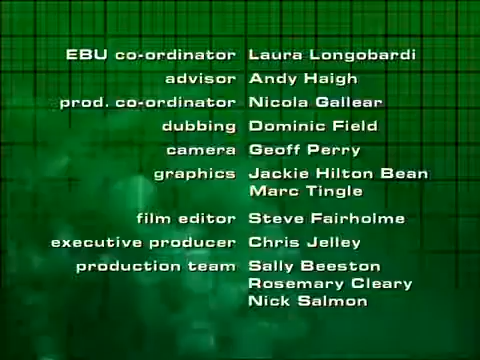 EBU co-ordinator Laura Longobardi
advisor Andy Haigh
prod. co-ordinator Nicola Gallear
dubbing Dominic Field
camera Geoff Perry
graphics Jackie Hilton Bean
Marc Tingle
film editor Steve Fairholme
executive producer Chris Jelley
production team Sally Beeston
Rosemary Cleary
Nick Salmon